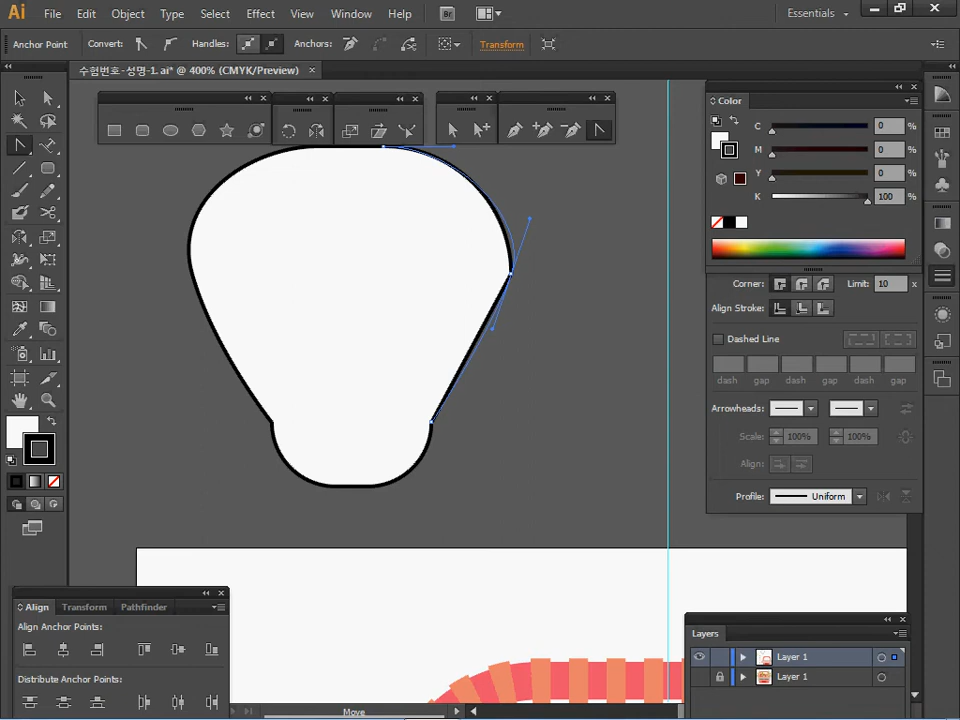 Ai File Edit Object Type Select Effect View Window Help Br Essentials
Anchor Point Convert: Handles: Anchors: Transform
수험번호-성명-1. ai* @ 400% (CMYK/Preview)
Color
C 0 %
M 0 %
Y 0 %
K 100 %
Corner: Limit: 10 x
Align Stroke:
Dashed Line
dash gap dash gap dash gap
Arrowheads:
Scale: 100% 100%
Align:
Profile: Uniform
Align Transform Pathfinder
Align Anchor Points:
Distribute Anchor Points:
Layers
Layer 1
Layer 1
Move